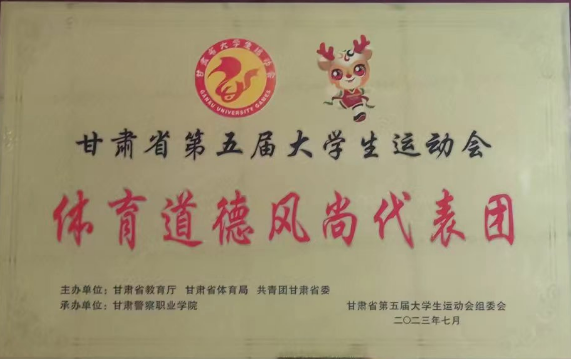 甘肃省大学生运动会
GANSU UNIVERSITY GAMES
甘肃省第五届大学生运动会
体育道德风尚代表团
主办单位：甘肃省教育厅 甘肃省体育局 共青团甘肃省委
承办单位：甘肃警察职业学院
甘肃省第五届大学生运动会组委会
二〇二三年七月